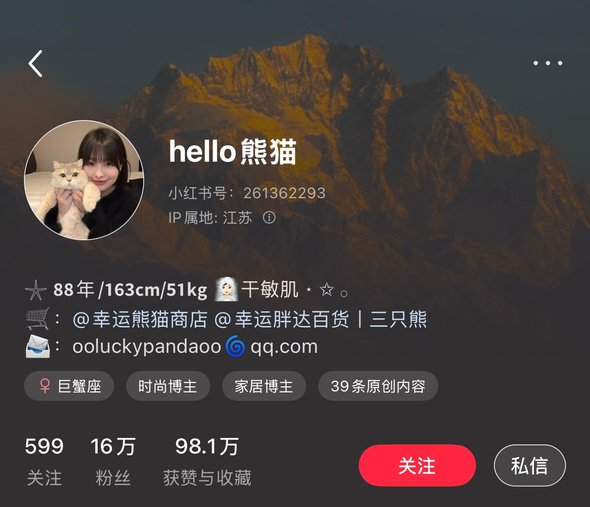 hello熊猫
小红书号：261362293
IP属地: 江苏
88年/163cm/51kg 👰🏻干敏肌・☆。
🛒：@幸运熊猫商店 @幸运胖达百货丨三只熊
📨：ooluckypandaoo🌀qq.com
♀ 巨蟹座 时尚博主 家居博主 39条原创内容
599 16万 98.1万
关注 粉丝 获赞与收藏 关注 私信